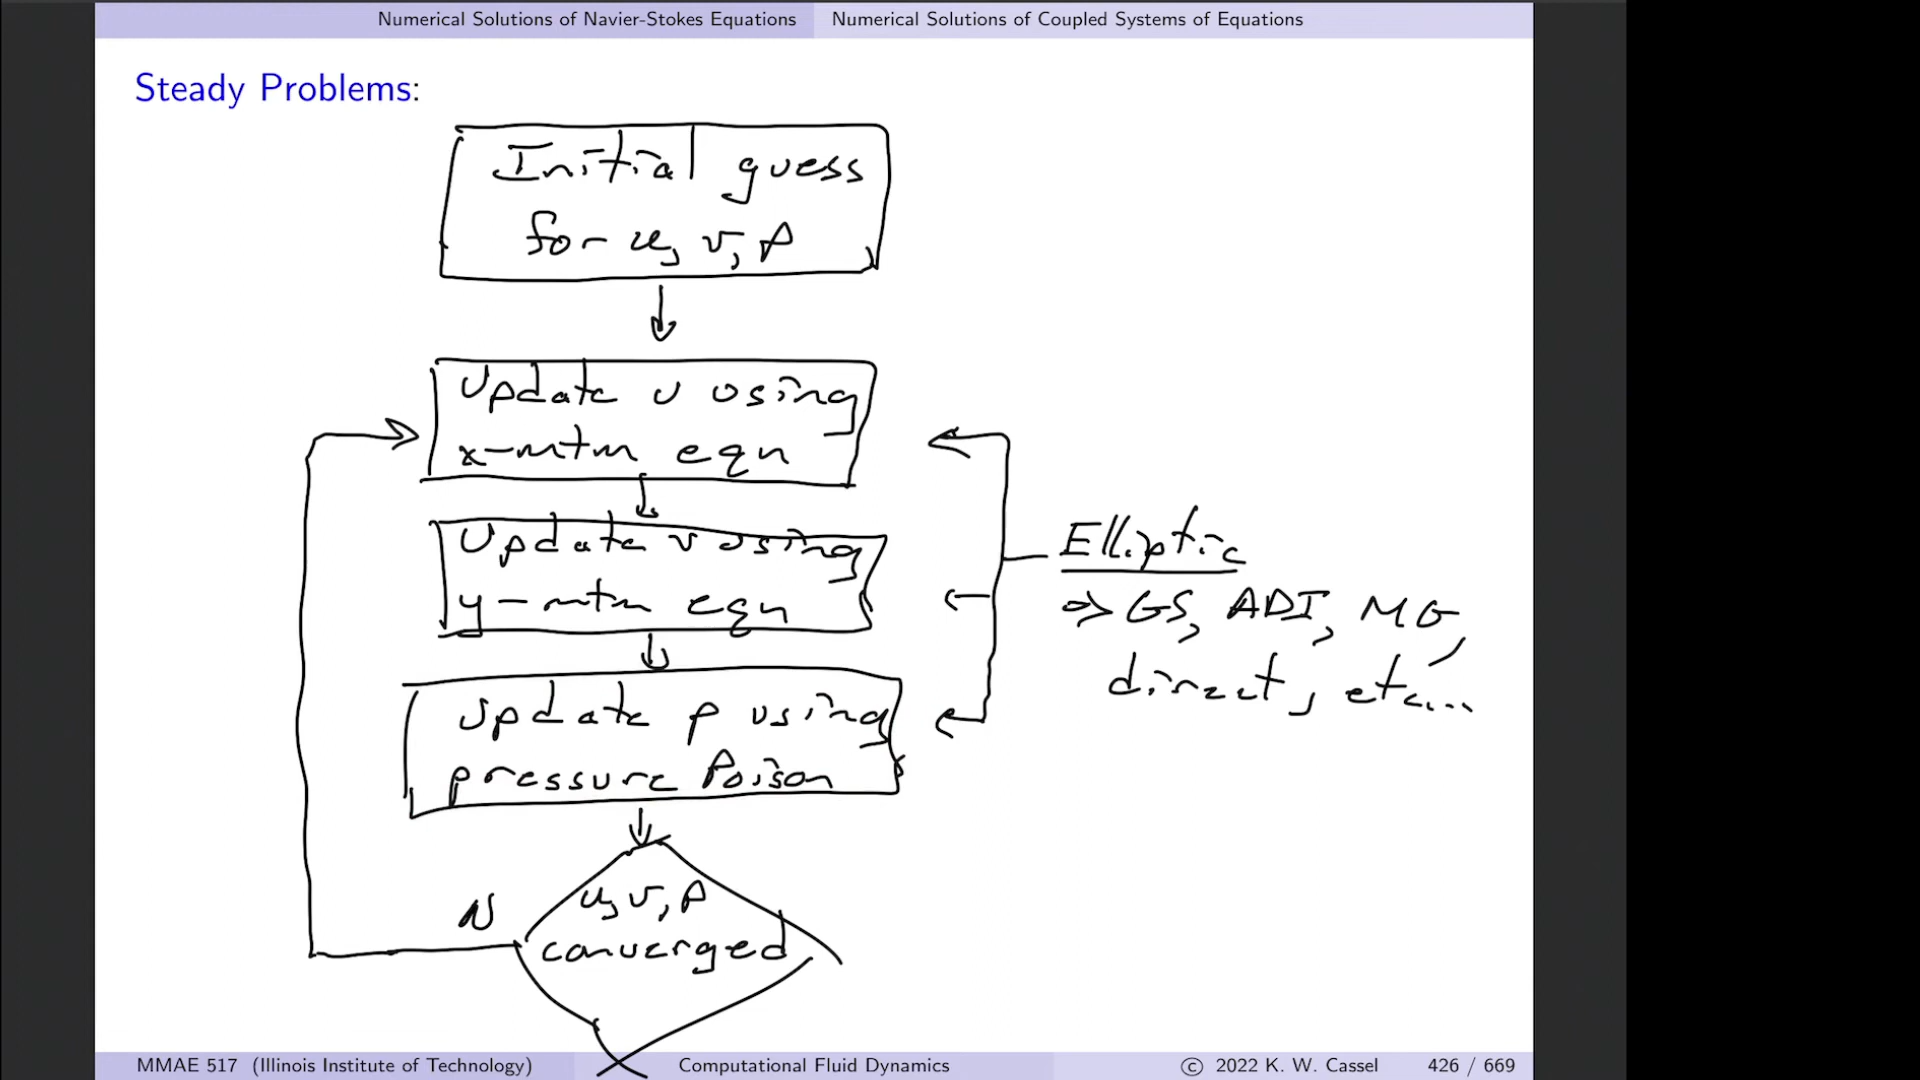 Numerical Solutions of Navier-Stokes Equations Numerical Solutions of Coupled Systems of Equations
Steady Problems:
Initial guess
for u, v, p
Update u using
x-mtm eqn
Update v using
y-mtm eqn
Update p using
pressure Poison
u, v, p
converged
N
Elliptic
⇒ GS, ADI, MG,
direct, etc...
MMAE 517 (Illinois Institute of Technology) Computational Fluid Dynamics © 2022 K. W. Cassel 426 / 669